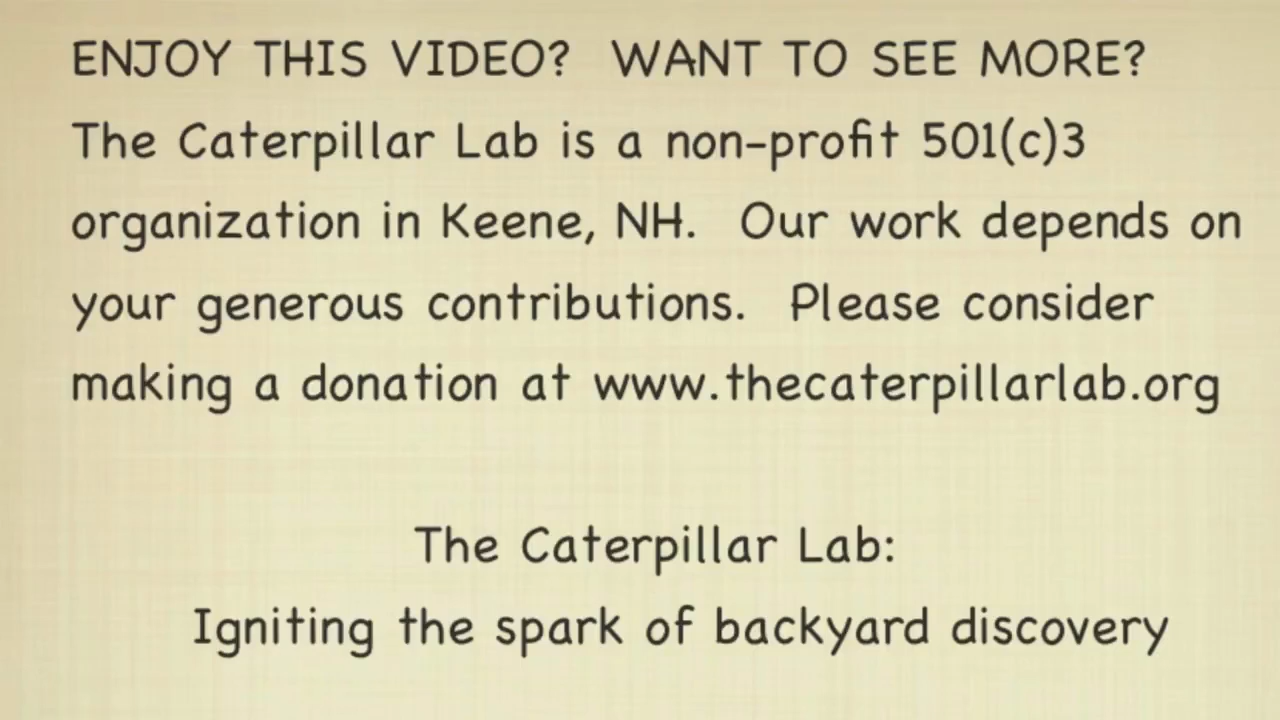 ENJOY THIS VIDEO?  WANT TO SEE MORE?
The Caterpillar Lab is a non-profit 501(c)3
organization in Keene, NH.  Our work depends on
your generous contributions.  Please consider
making a donation at www.thecaterpillarlab.org
The Caterpillar Lab:
Igniting the spark of backyard discovery